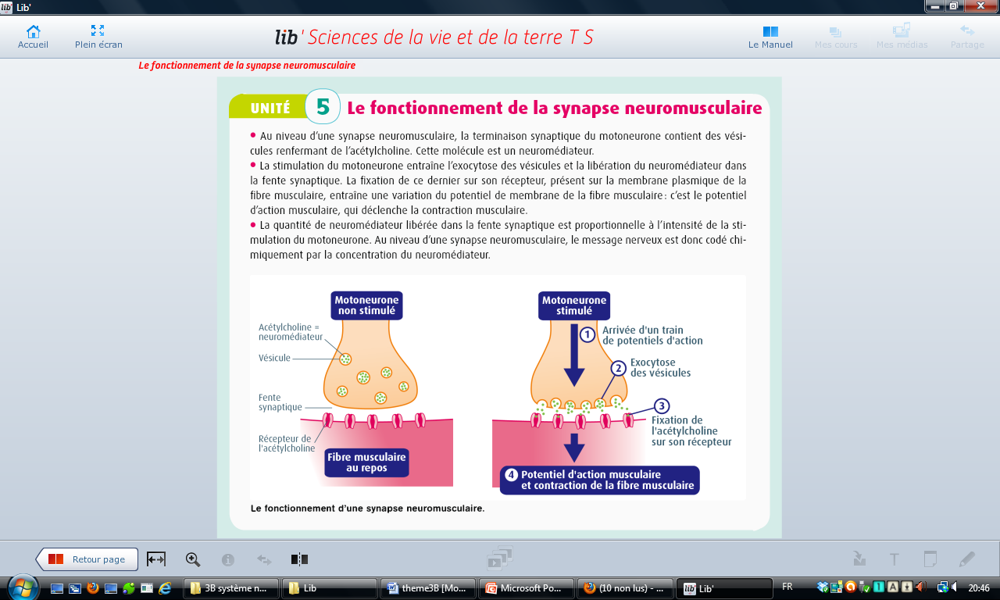 lib' Lib'
Accueil
Plein écran
lib' Sciences de la vie et de la terre T S
Le Manuel
Mes cours
Mes médias
Partage
Le fonctionnement de la synapse neuromusculaire
UNITÉ 5 Le fonctionnement de la synapse neuromusculaire
• Au niveau d'une synapse neuromusculaire, la terminaison synaptique du motoneurone contient des vési-
cules renfermant de l'acétylcholine. Cette molécule est un neuromédiateur.
• La stimulation du motoneurone entraîne l'exocytose des vésicules et la libération du neuromédiateur dans
la fente synaptique. La fixation de ce dernier sur son récepteur, présent sur la membrane plasmique de la
fibre musculaire, entraîne une variation du potentiel de membrane de la fibre musculaire : c'est le potentiel
d'action musculaire, qui déclenche la contraction musculaire.
• La quantité de neuromédiateur libérée dans la fente synaptique est proportionnelle à l'intensité de la sti-
mulation du motoneurone. Au niveau d'une synapse neuromusculaire, le message nerveux est donc codé chi-
miquement par la concentration du neuromédiateur.
Motoneurone
non stimulé
Acétylcholine =
neuromédiateur
Vésicule
Fente
synaptique
Récepteur de
l'acétylcholine
Fibre musculaire
au repos
Motoneurone
stimulé
1 Arrivée d'un train
de potentiels d'action
2 Exocytose
des vésicules
3
Fixation de
l'acétylcholine
sur son récepteur
4 Potentiel d'action musculaire
et contraction de la fibre musculaire
Le fonctionnement d'une synapse neuromusculaire.
Retour page
T
3B système n...
Lib
theme3B [Mo...
Microsoft Po...
(10 non lus) - ...
lib' Lib'
FR
1 A
20:46